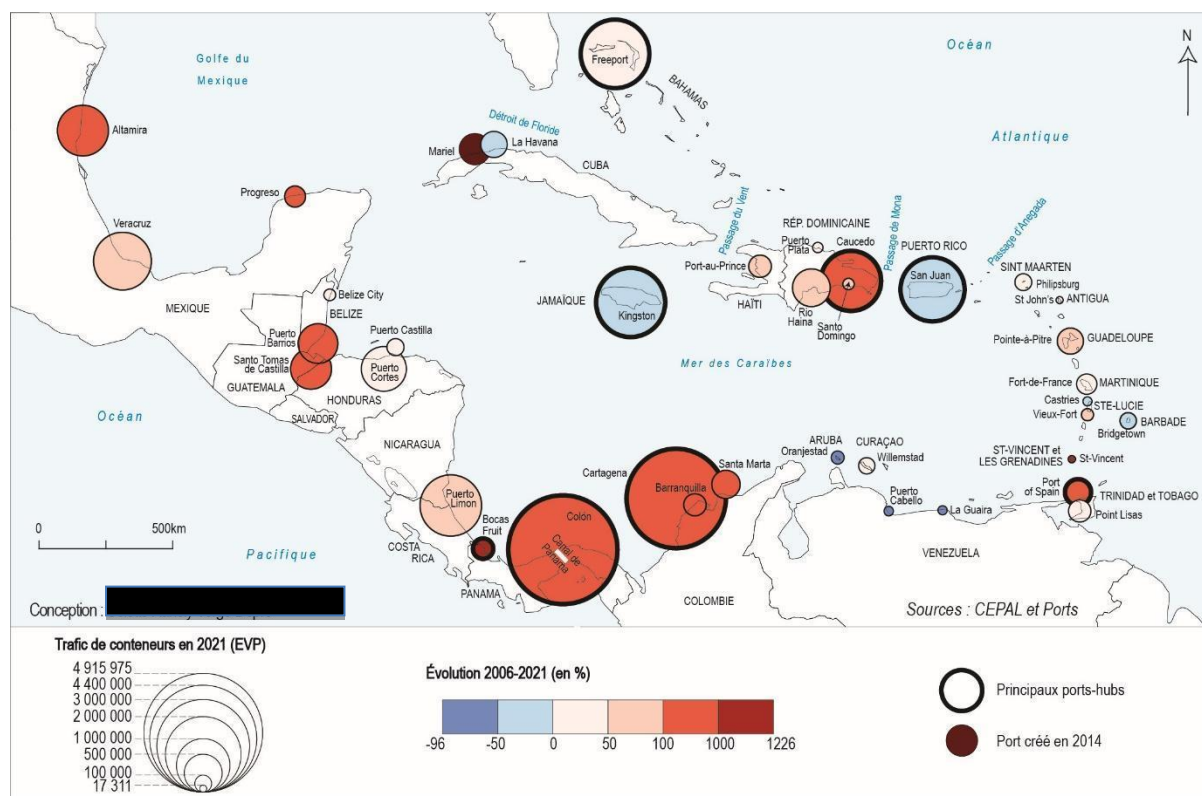 Golfe du
Mexique
Océan
Atlantique
N
Freeport
BAHAMAS
Détroit de Floride
Altamira
Mariel
La Havana
CUBA
Progreso
Veracruz
Passage du Vent
Passage de Mona
Passage d'Anegada
RÉP. DOMINICAINE
Puerto
Plata
Caucedo
PUERTO RICO
San Juan
Port-au-Prince
HAÏTI
Rio
Haina
Santo
Domingo
SINT MAARTEN
Philipsburg
St John's
ANTIGUA
JAMAÏQUE
Kingston
MEXIQUE
Belize City
BELIZE
Puerto
Barrios
Puerto Castilla
Santo Tomas
de Castilla
Puerto
Cortes
GUATEMALA
HONDURAS
SALVADOR
Mer des Caraïbes
Pointe-à-Pitre
GUADELOUPE
Fort-de-France
MARTINIQUE
Castries
STE-LUCIE
Vieux-Fort
BARBADE
Bridgetown
Océan
Pacifique
NICARAGUA
ARUBA
Oranjestad
CURAÇAO
Willemstad
ST-VINCENT et
LES GRENADINES
St-Vincent
Cartagena
Santa Marta
Barranquilla
Port
of Spain
TRINIDAD et TOBAGO
Point Lisas
Puerto
Cabello
La Guaira
Puerto
Limon
Bocas
Fruit
Colón
Canal de
Panama
COSTA
RICA
PANAMA
COLOMBIE
VENEZUELA
0 500km
Conception :
Sources : CEPAL et Ports
Trafic de conteneurs en 2021 (EVP)
4 915 975
4 400 000
3 000 000
2 000 000
1 000 000
500 000
100 000
17 311
Évolution 2006-2021 (en %)
-96 -50 0 50 100 1000 1226
Principaux ports-hubs
Port créé en 2014